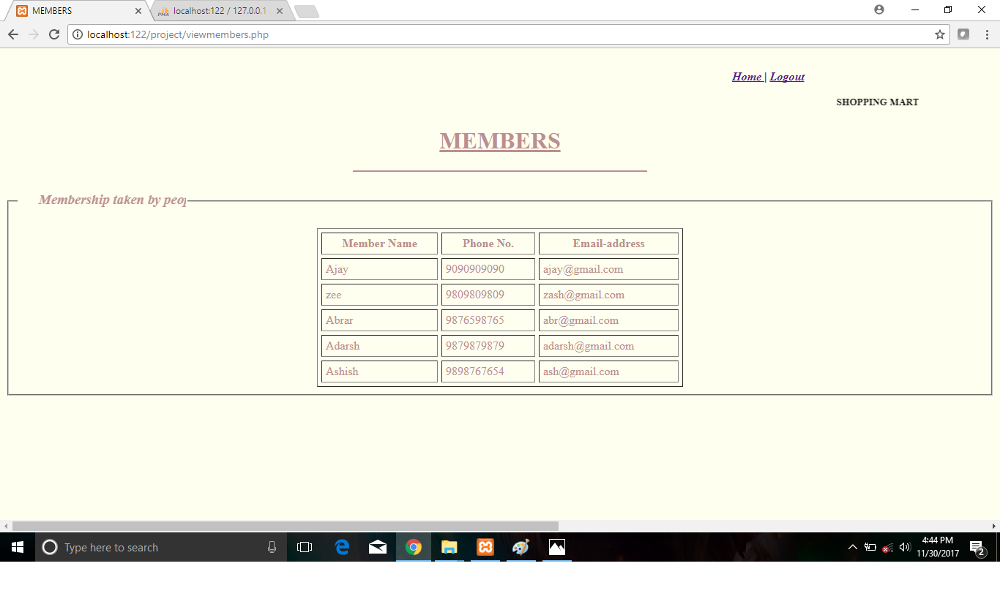 MEMBERS
localhost:122 / 127.0.0.1
localhost:122/project/viewmembers.php
Home | Logout
SHOPPING MART
MEMBERS
Membership taken by peop
Member Name Phone No. Email-address
Ajay 9090909090 ajay@gmail.com
zee 9809809809 zash@gmail.com
Abrar 9876598765 abr@gmail.com
Adarsh 9879879879 adarsh@gmail.com
Ashish 9898767654 ash@gmail.com
Type here to search
4:44 PM
11/30/2017
2